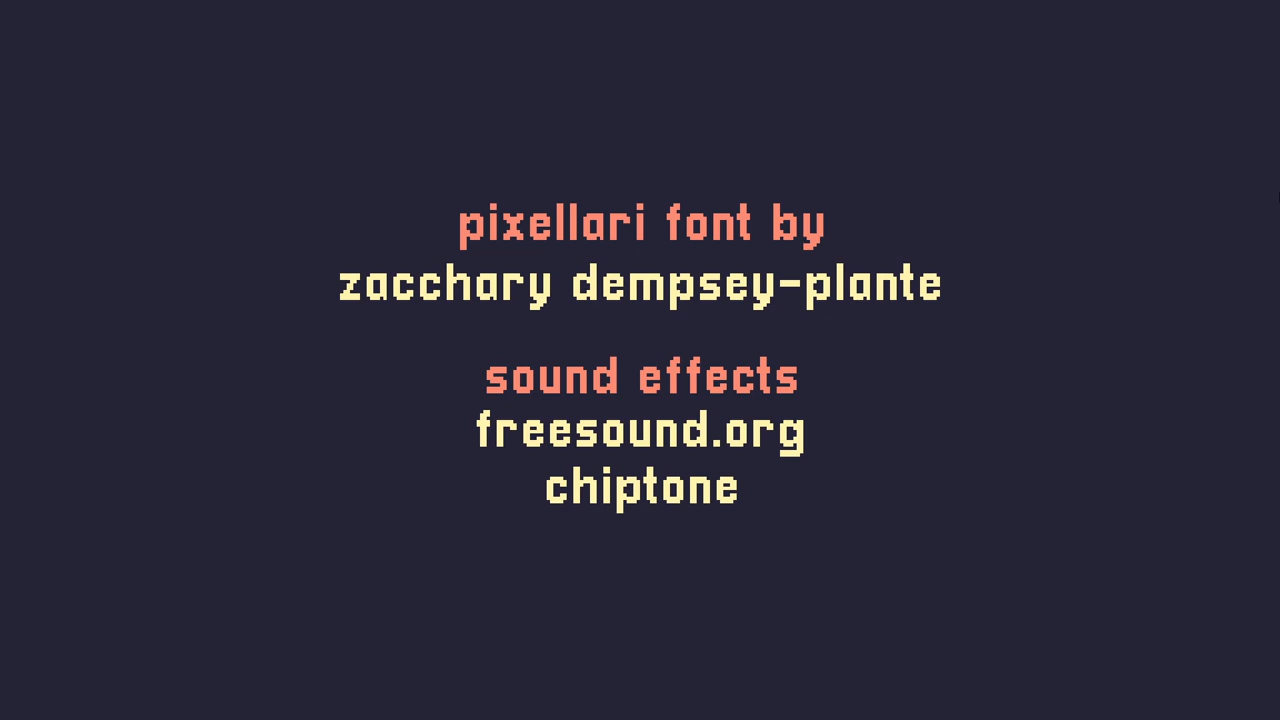 pixellari font by
zacchary dempsey-plante
sound effects
freesound.org
chiptone